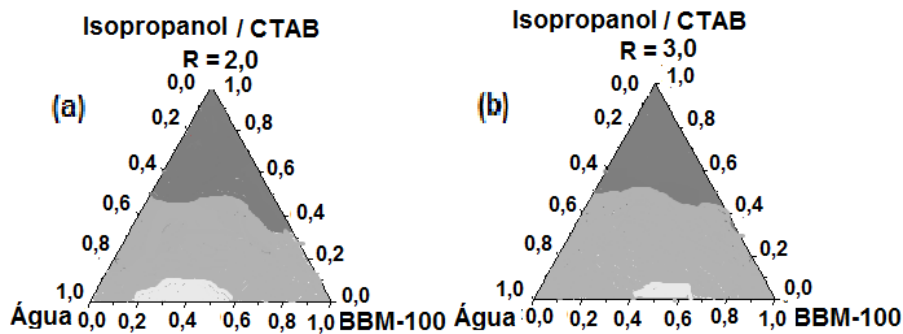 Isopropanol / CTAB
R = 2,0
(a)
0,0 1,0
0,2 0,8
0,4 0,6
0,6 0,4
0,8 0,2
1,0 0,0
Água 0,0 0,2 0,4 0,6 0,8 1,0 BBM-100
Isopropanol / CTAB
R = 3,0
(b)
0,0 1,0
0,2 0,8
0,4 0,6
0,6 0,4
0,8 0,2
1,0 0,0
Água 0,0 0,2 0,4 0,6 0,8 1,0 BBM-100